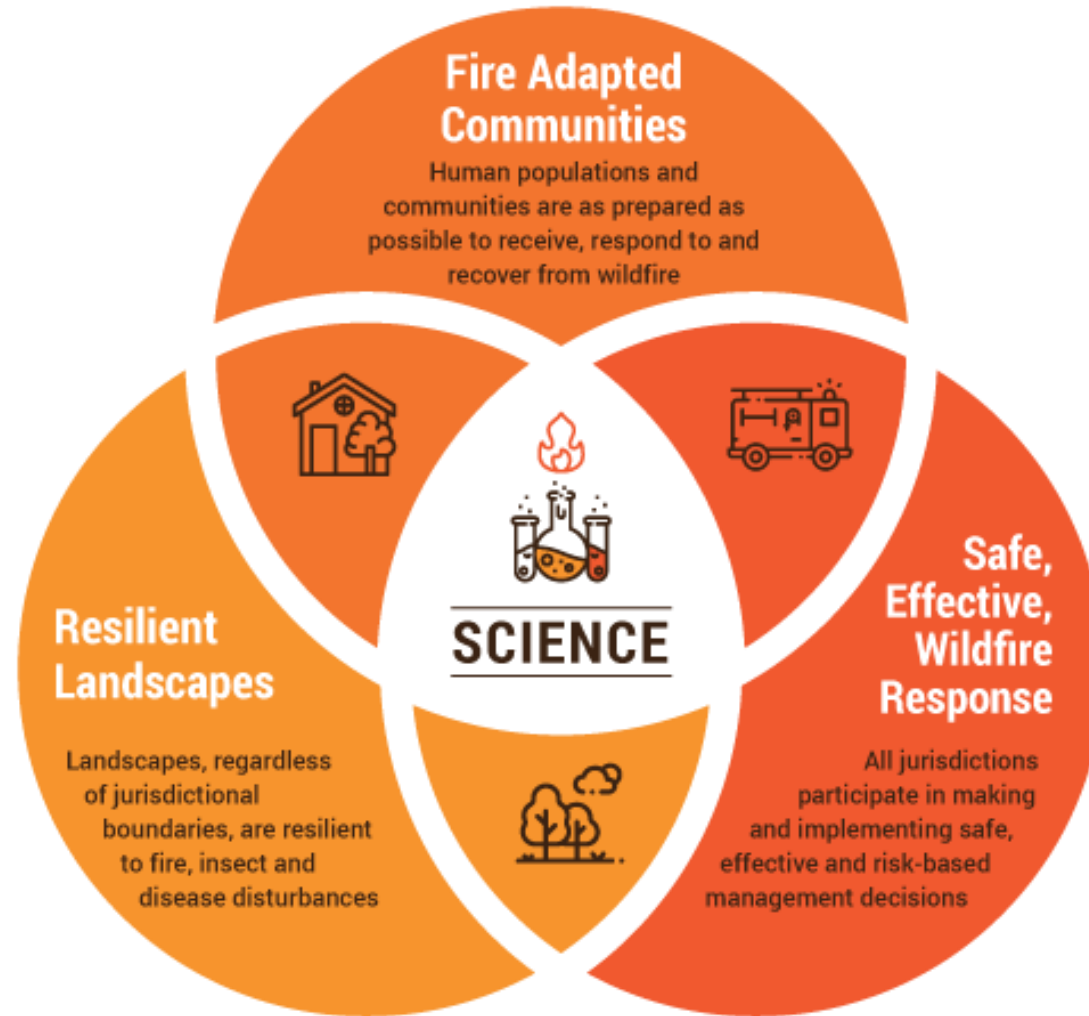 Fire Adapted
Communities
Human populations and
communities are as prepared as
possible to receive, respond to and
recover from wildfire
SCIENCE
Resilient
Landscapes
Landscapes, regardless
of jurisdictional
boundaries, are resilient
to fire, insect and
disease disturbances
Safe,
Effective,
Wildfire
Response
All jurisdictions
participate in making
and implementing safe,
effective and risk-based
management decisions